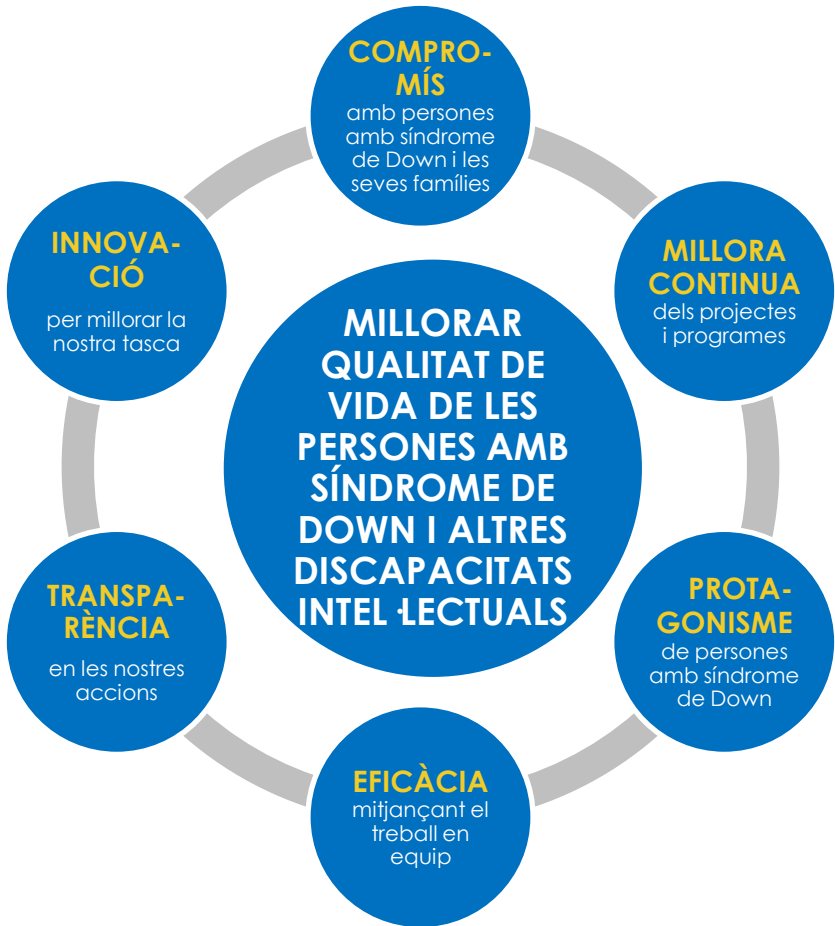 COMPRO-
MÍS
amb persones
amb síndrome
de Down i les
seves famílies
MILLORA
CONTINUA
dels projectes
i programes
PROTA-
GONISME
de persones
amb síndrome
de Down
EFICÀCIA
mitjançant el
treball en
equip
TRANSPA-
RÈNCIA
en les nostres
accions
INNOVA-
CIÓ
per millorar la
nostra tasca
MILLORAR
QUALITAT DE
VIDA DE LES
PERSONES AMB
SÍNDROME DE
DOWN I ALTRES
DISCAPACITATS
INTEL·LECTUALS